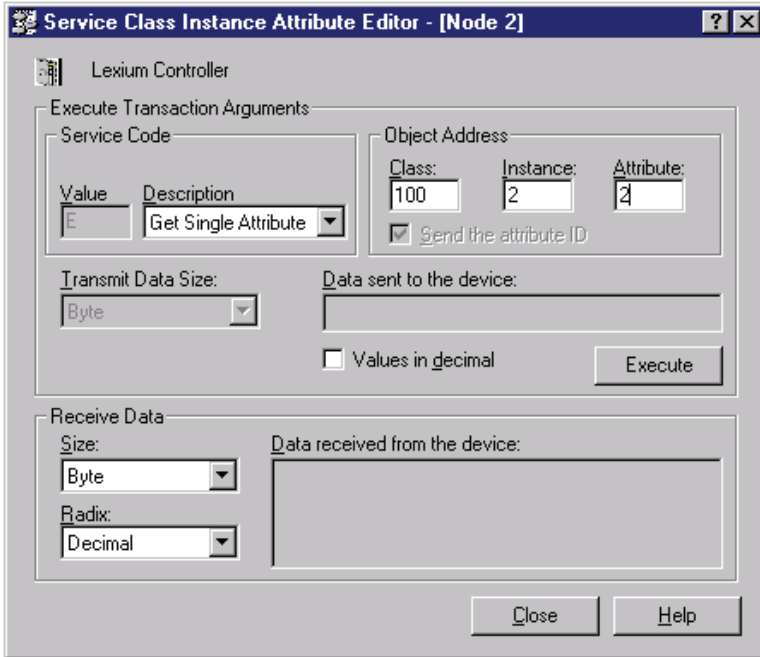 Service Class Instance Attribute Editor - [Node 2]
Lexium Controller
Execute Transaction Arguments
Service Code
Value
Description
E
Get Single Attribute
Object Address
Class:
Instance:
Attribute:
100
2
2
Send the attribute ID
Transmit Data Size:
Byte
Data sent to the device:
Values in decimal
Execute
Receive Data
Size:
Byte
Radix:
Decimal
Data received from the device:
Close
Help